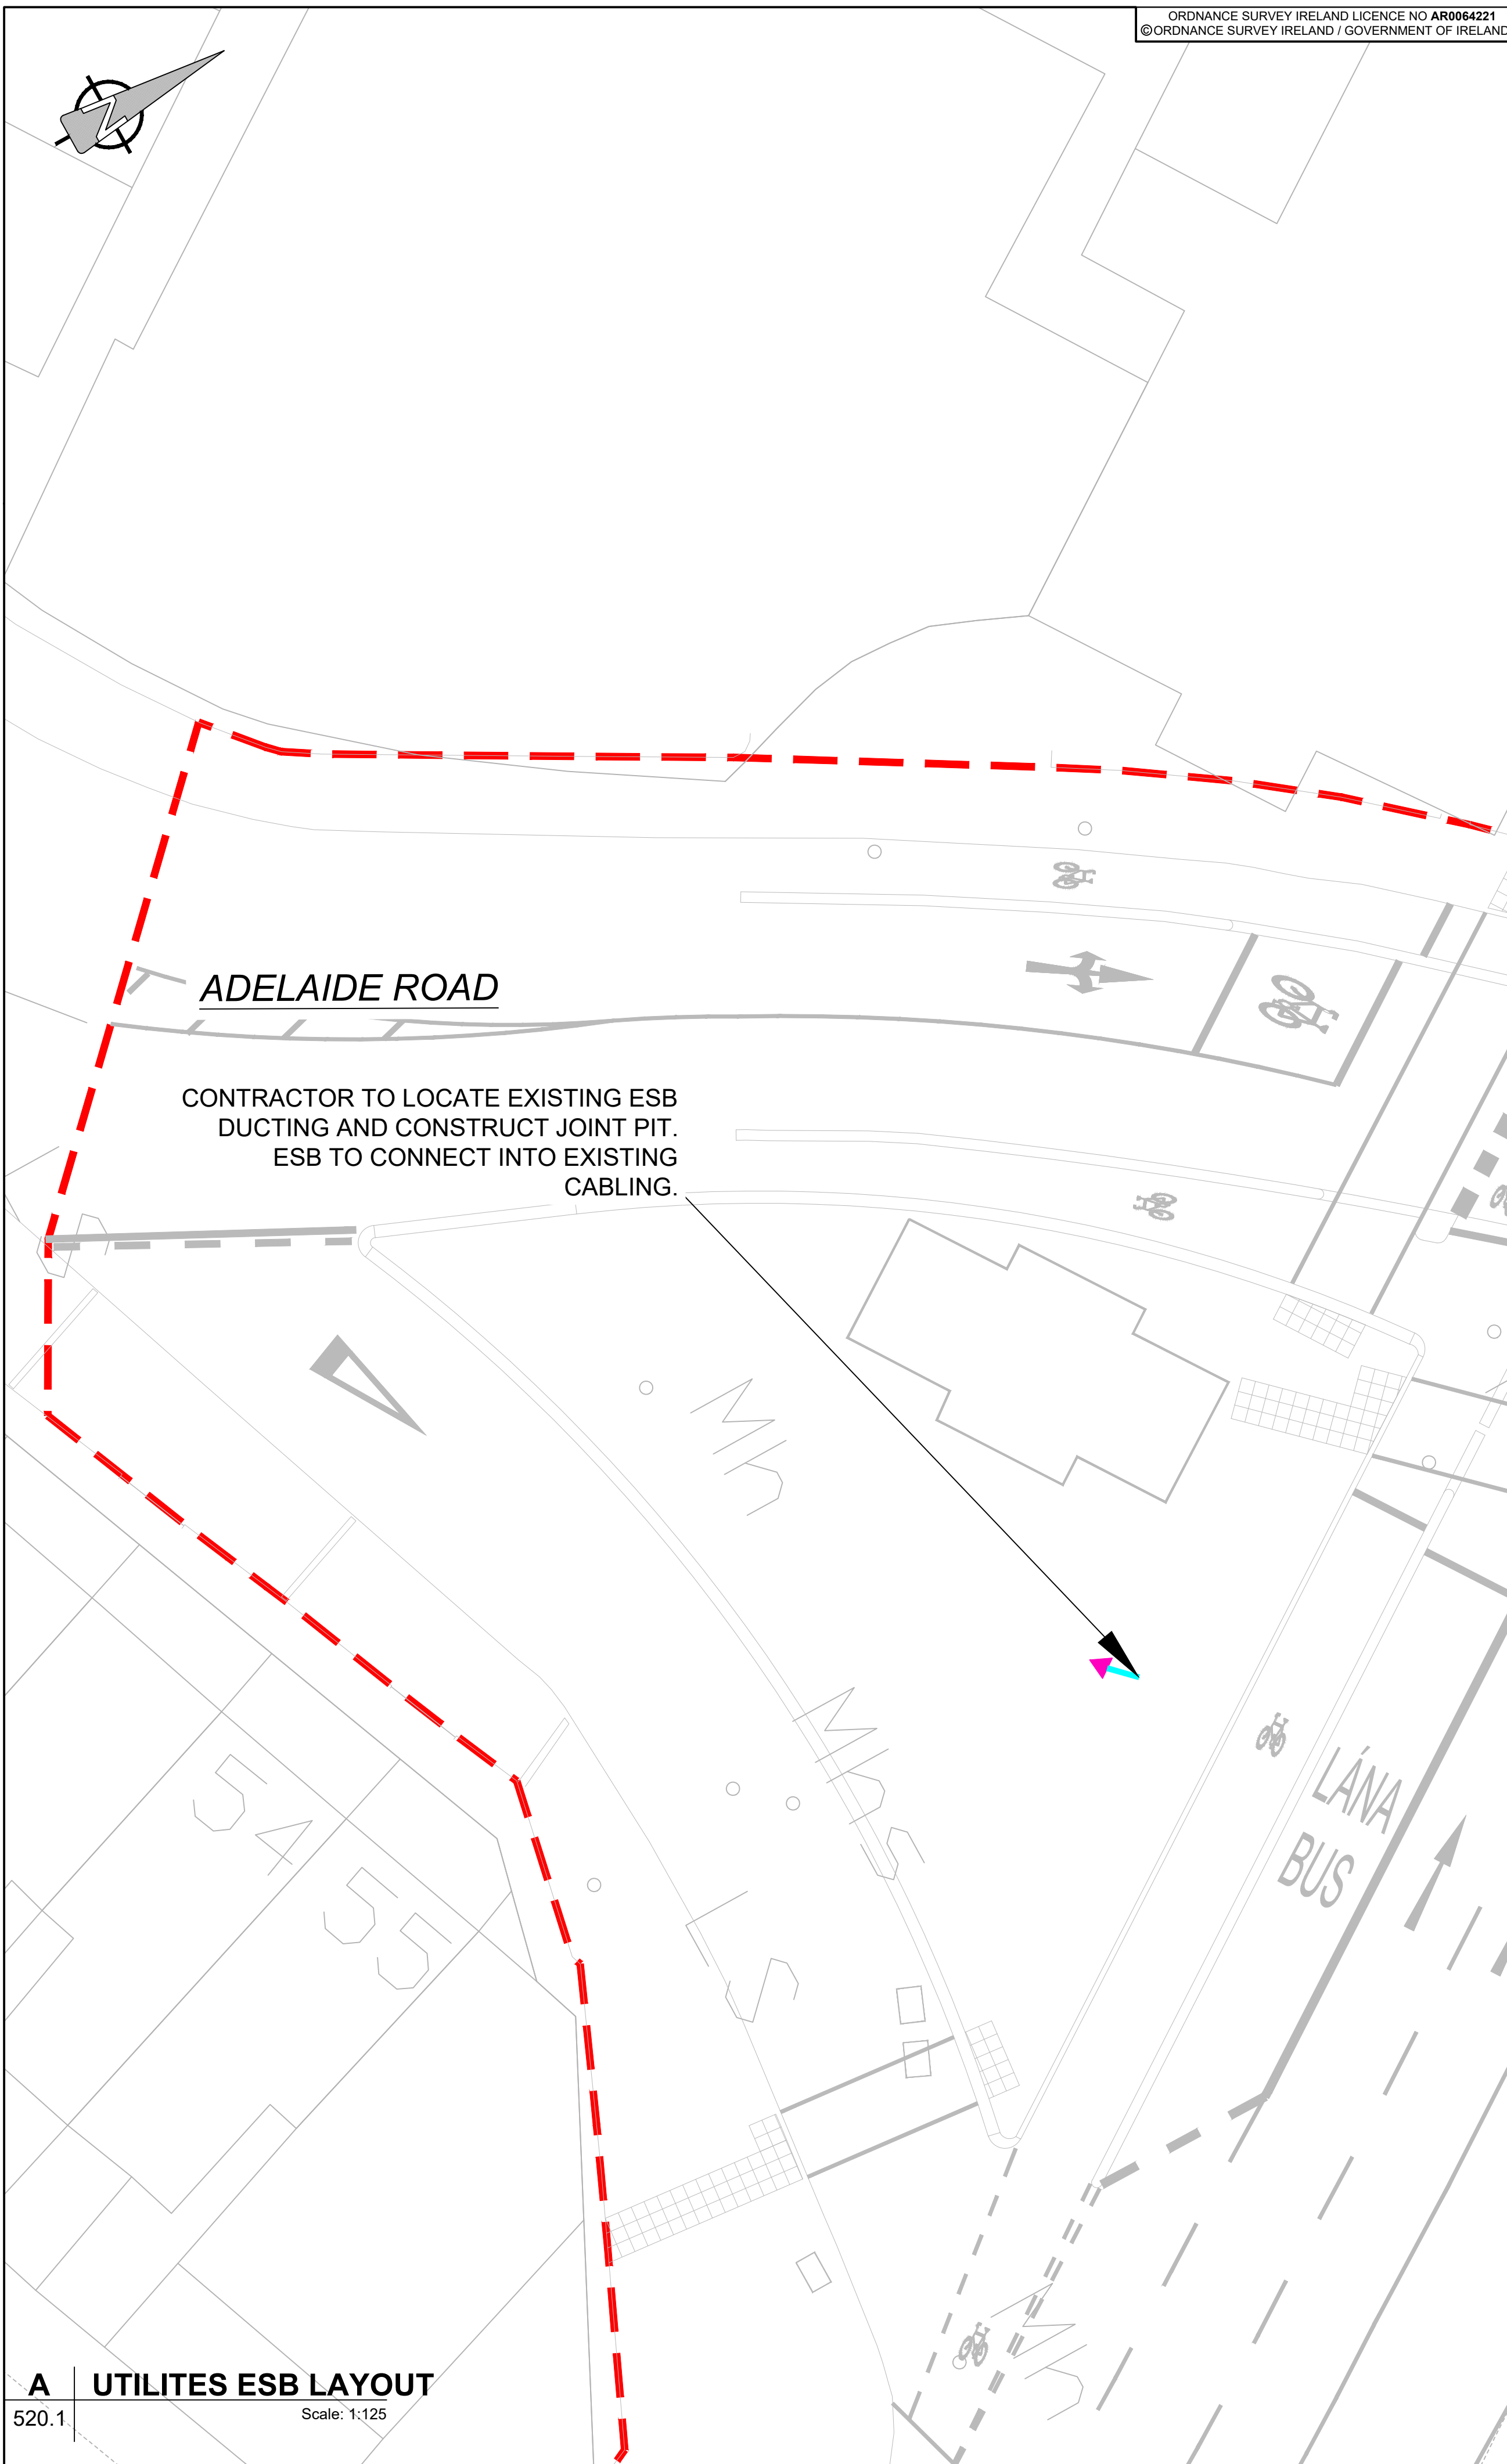 ORDNANCE SURVEY IRELAND LICENCE NO AR0064221
©ORDNANCE SURVEY IRELAND / GOVERNMENT OF IRELAND
N
ADELAIDE ROAD
CONTRACTOR TO LOCATE EXISTING ESB
DUCTING AND CONSTRUCT JOINT PIT.
ESB TO CONNECT INTO EXISTING
CABLING.
LÁNA
BUS
54
55
A
UTILITES ESB LAYOUT
520.1
Scale: 1:125